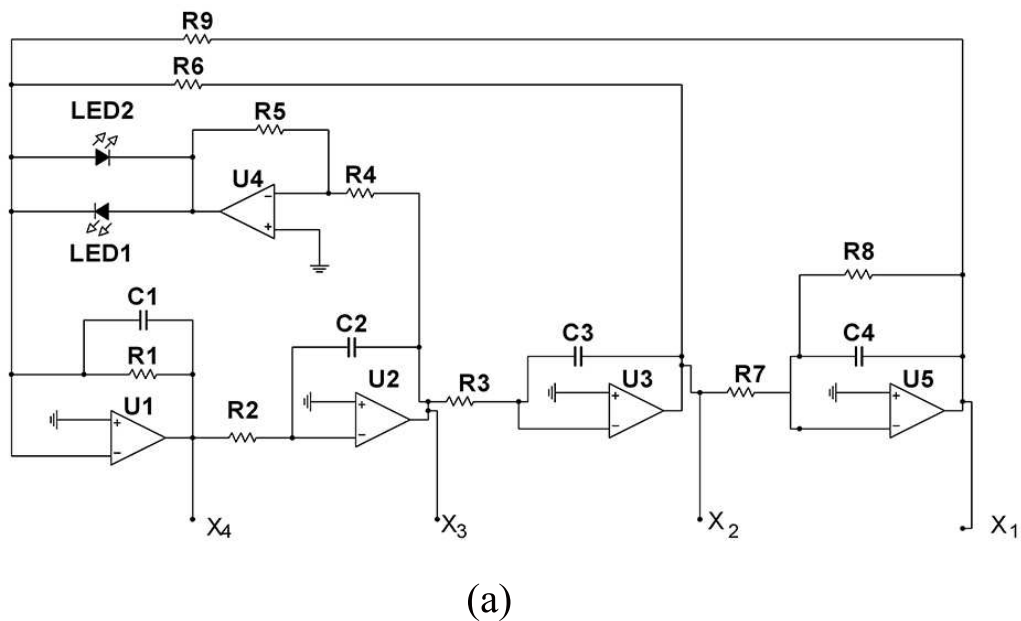 R9
R6
LED2
R5
U4
R4
LED1
R8
C1
C2
C3
C4
R1
U2
R3
U3
R7
U5
U1
R2
X4
X3
X2
X1
(a)